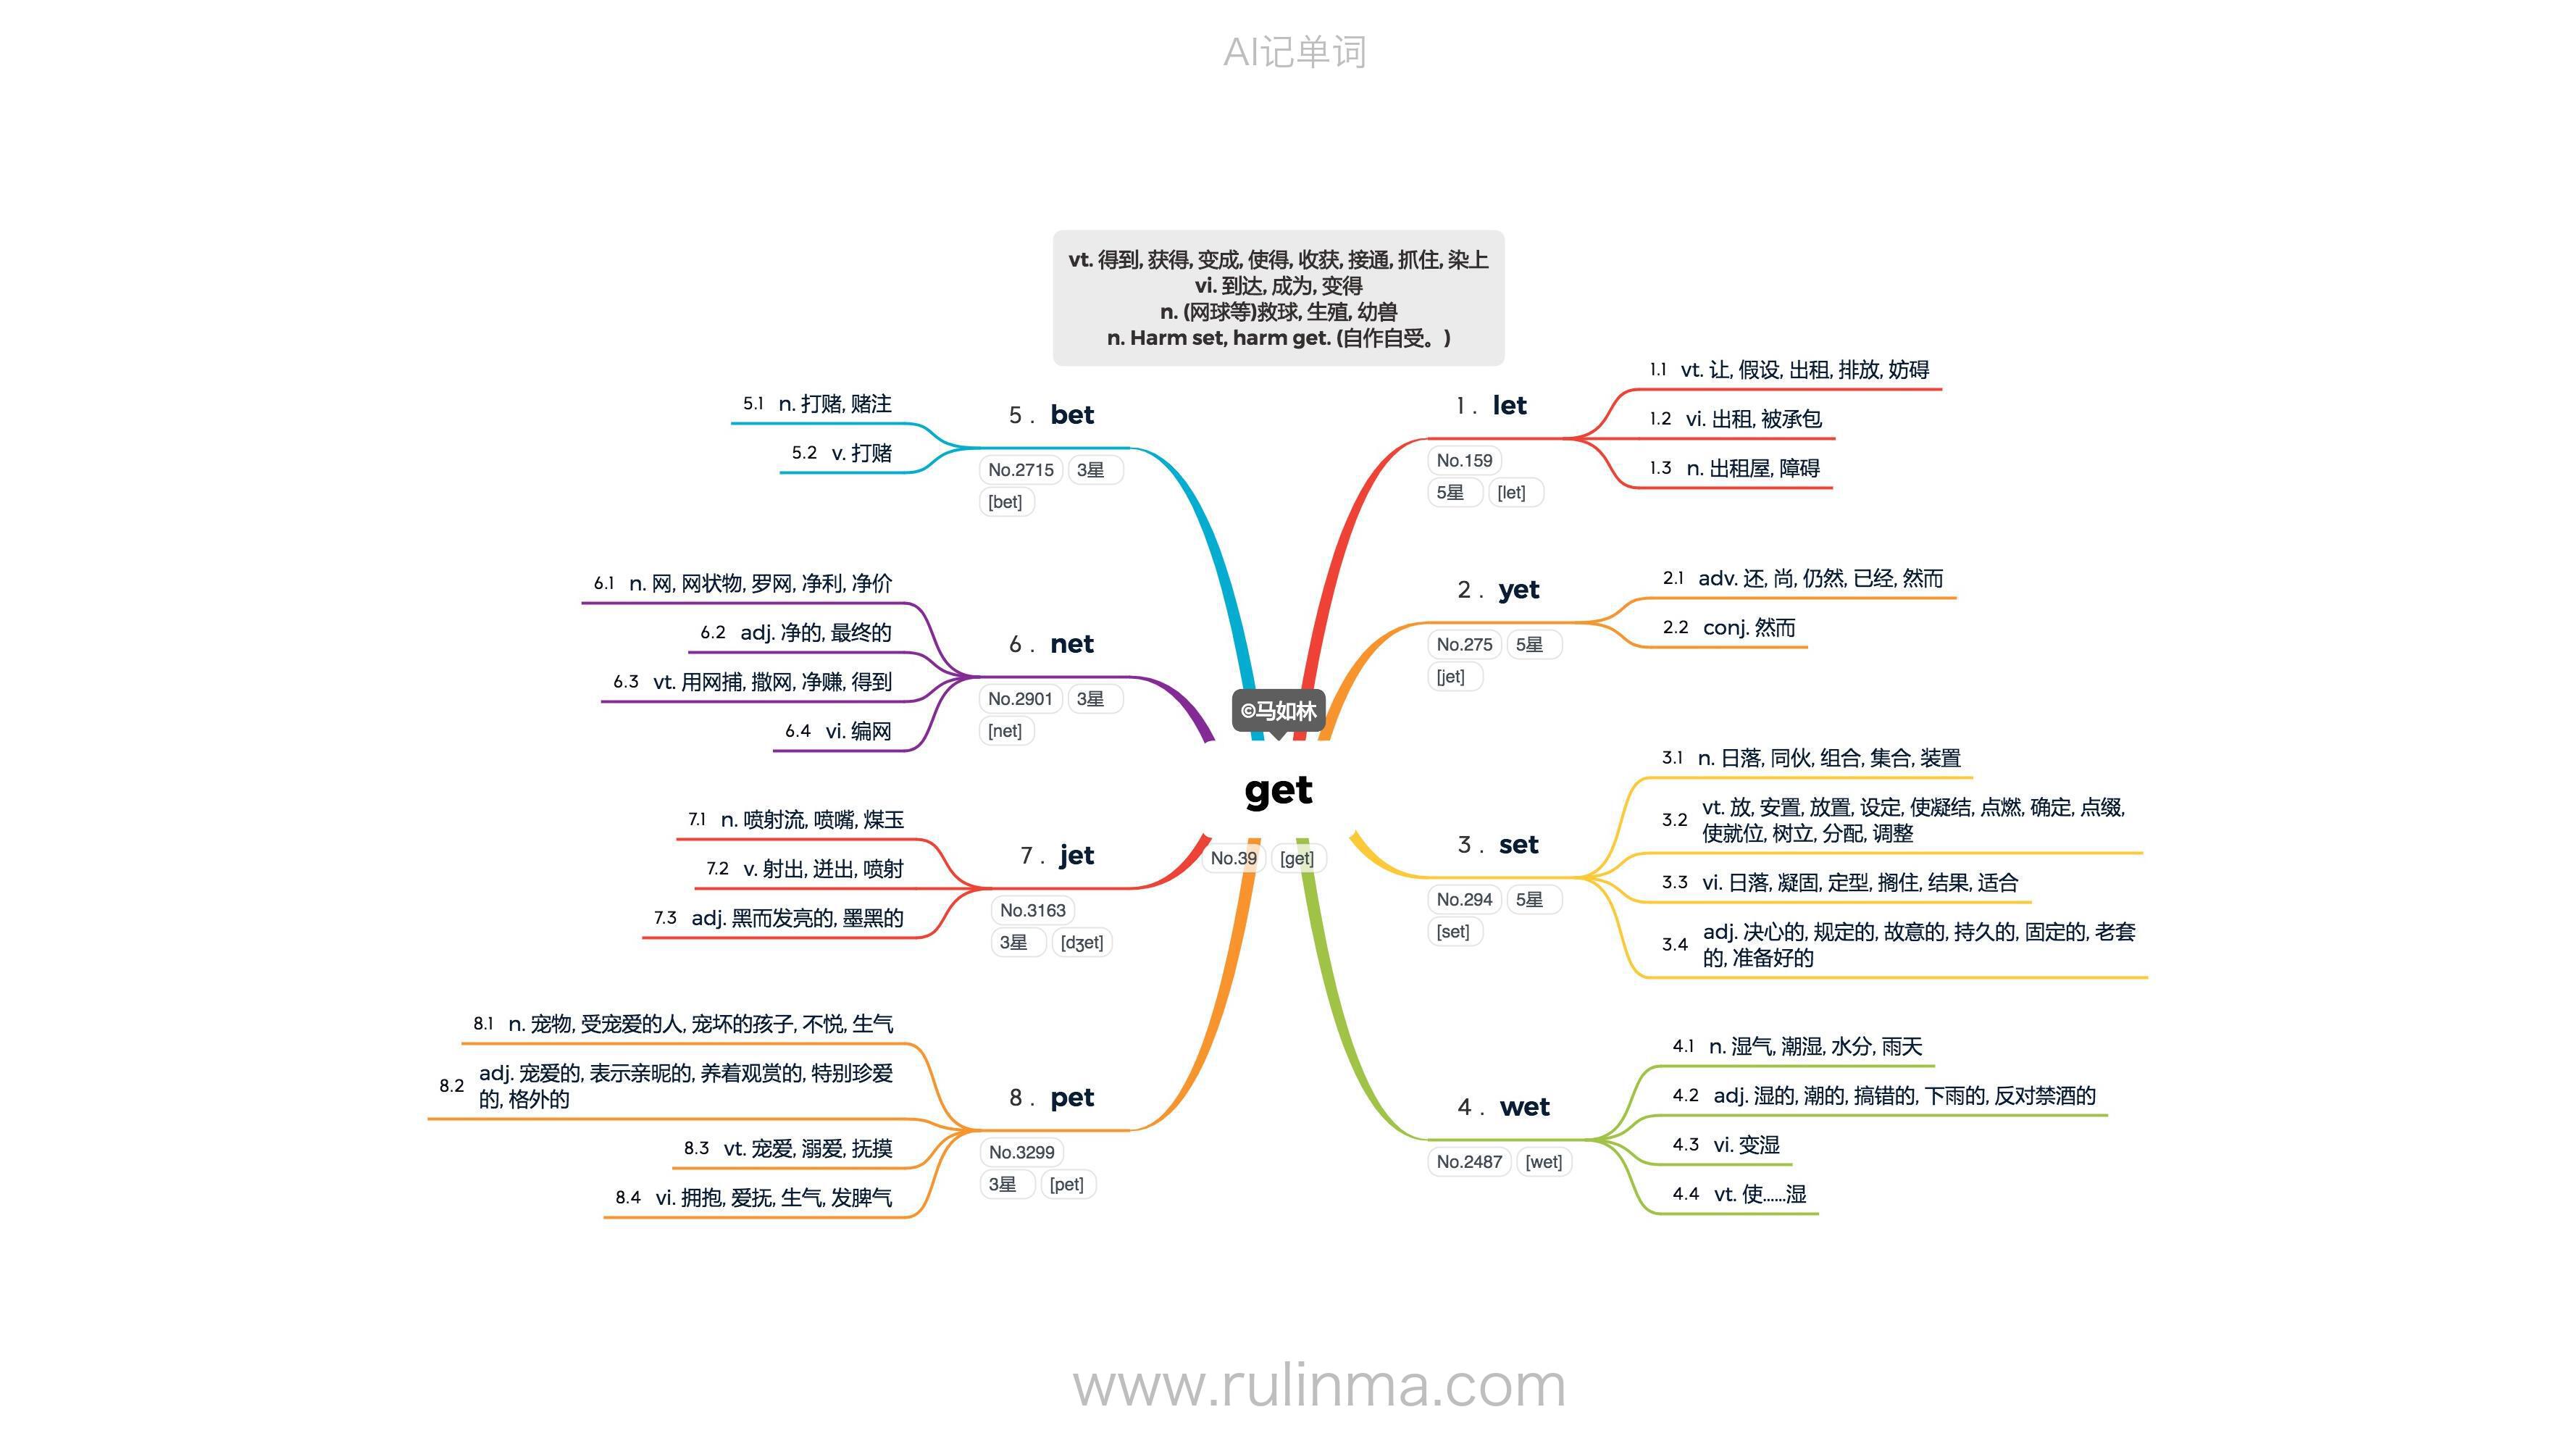 AI记单词
vt. 得到, 获得, 变成, 使得, 收获, 接通, 抓住, 染上
vi. 到达, 成为, 变得
n. (网球等)救球, 生殖, 幼兽
n. Harm set, harm get. (自作自受。)
©马如林
get
No.39 [get]
1. let
No.159
5星 [let]
1.1 vt. 让, 假设, 出租, 排放, 妨碍
1.2 vi. 出租, 被承包
1.3 n. 出租屋, 障碍
2. yet
No.275 5星
[jet]
2.1 adv. 还, 尚, 仍然, 已经, 然而
2.2 conj. 然而
3. set
No.294 5星
[set]
3.1 n. 日落, 同伙, 组合, 集合, 装置
3.2 vt. 放, 安置, 放置, 设定, 使凝结, 点燃, 确定, 点缀,
使就位, 树立, 分配, 调整
3.3 vi. 日落, 凝固, 定型, 搁住, 结果, 适合
3.4 adj. 决心的, 规定的, 故意的, 持久的, 固定的, 老套
的, 准备好的
4. wet
No.2487 [wet]
4.1 n. 湿气, 潮湿, 水分, 雨天
4.2 adj. 湿的, 潮的, 搞错的, 下雨的, 反对禁酒的
4.3 vi. 变湿
4.4 vt. 使......湿
5. bet
No.2715 3星
[bet]
5.1 n. 打赌, 赌注
5.2 v. 打赌
6. net
No.2901 3星
[net]
6.1 n. 网, 网状物, 罗网, 净利, 净价
6.2 adj. 净的, 最终的
6.3 vt. 用网捕, 撒网, 净赚, 得到
6.4 vi. 编网
7. jet
No.3163
3星 [dʒet]
7.1 n. 喷射流, 喷嘴, 煤玉
7.2 v. 射出, 迸出, 喷射
7.3 adj. 黑而发亮的, 墨黑的
8. pet
No.3299
3星 [pet]
8.1 n. 宠物, 受宠爱的人, 宠坏的孩子, 不悦, 生气
8.2 adj. 宠爱的, 表示亲昵的, 养着观赏的, 特别珍爱
的, 格外的
8.3 vt. 宠爱, 溺爱, 抚摸
8.4 vi. 拥抱, 爱抚, 生气, 发脾气
www.rulinma.com